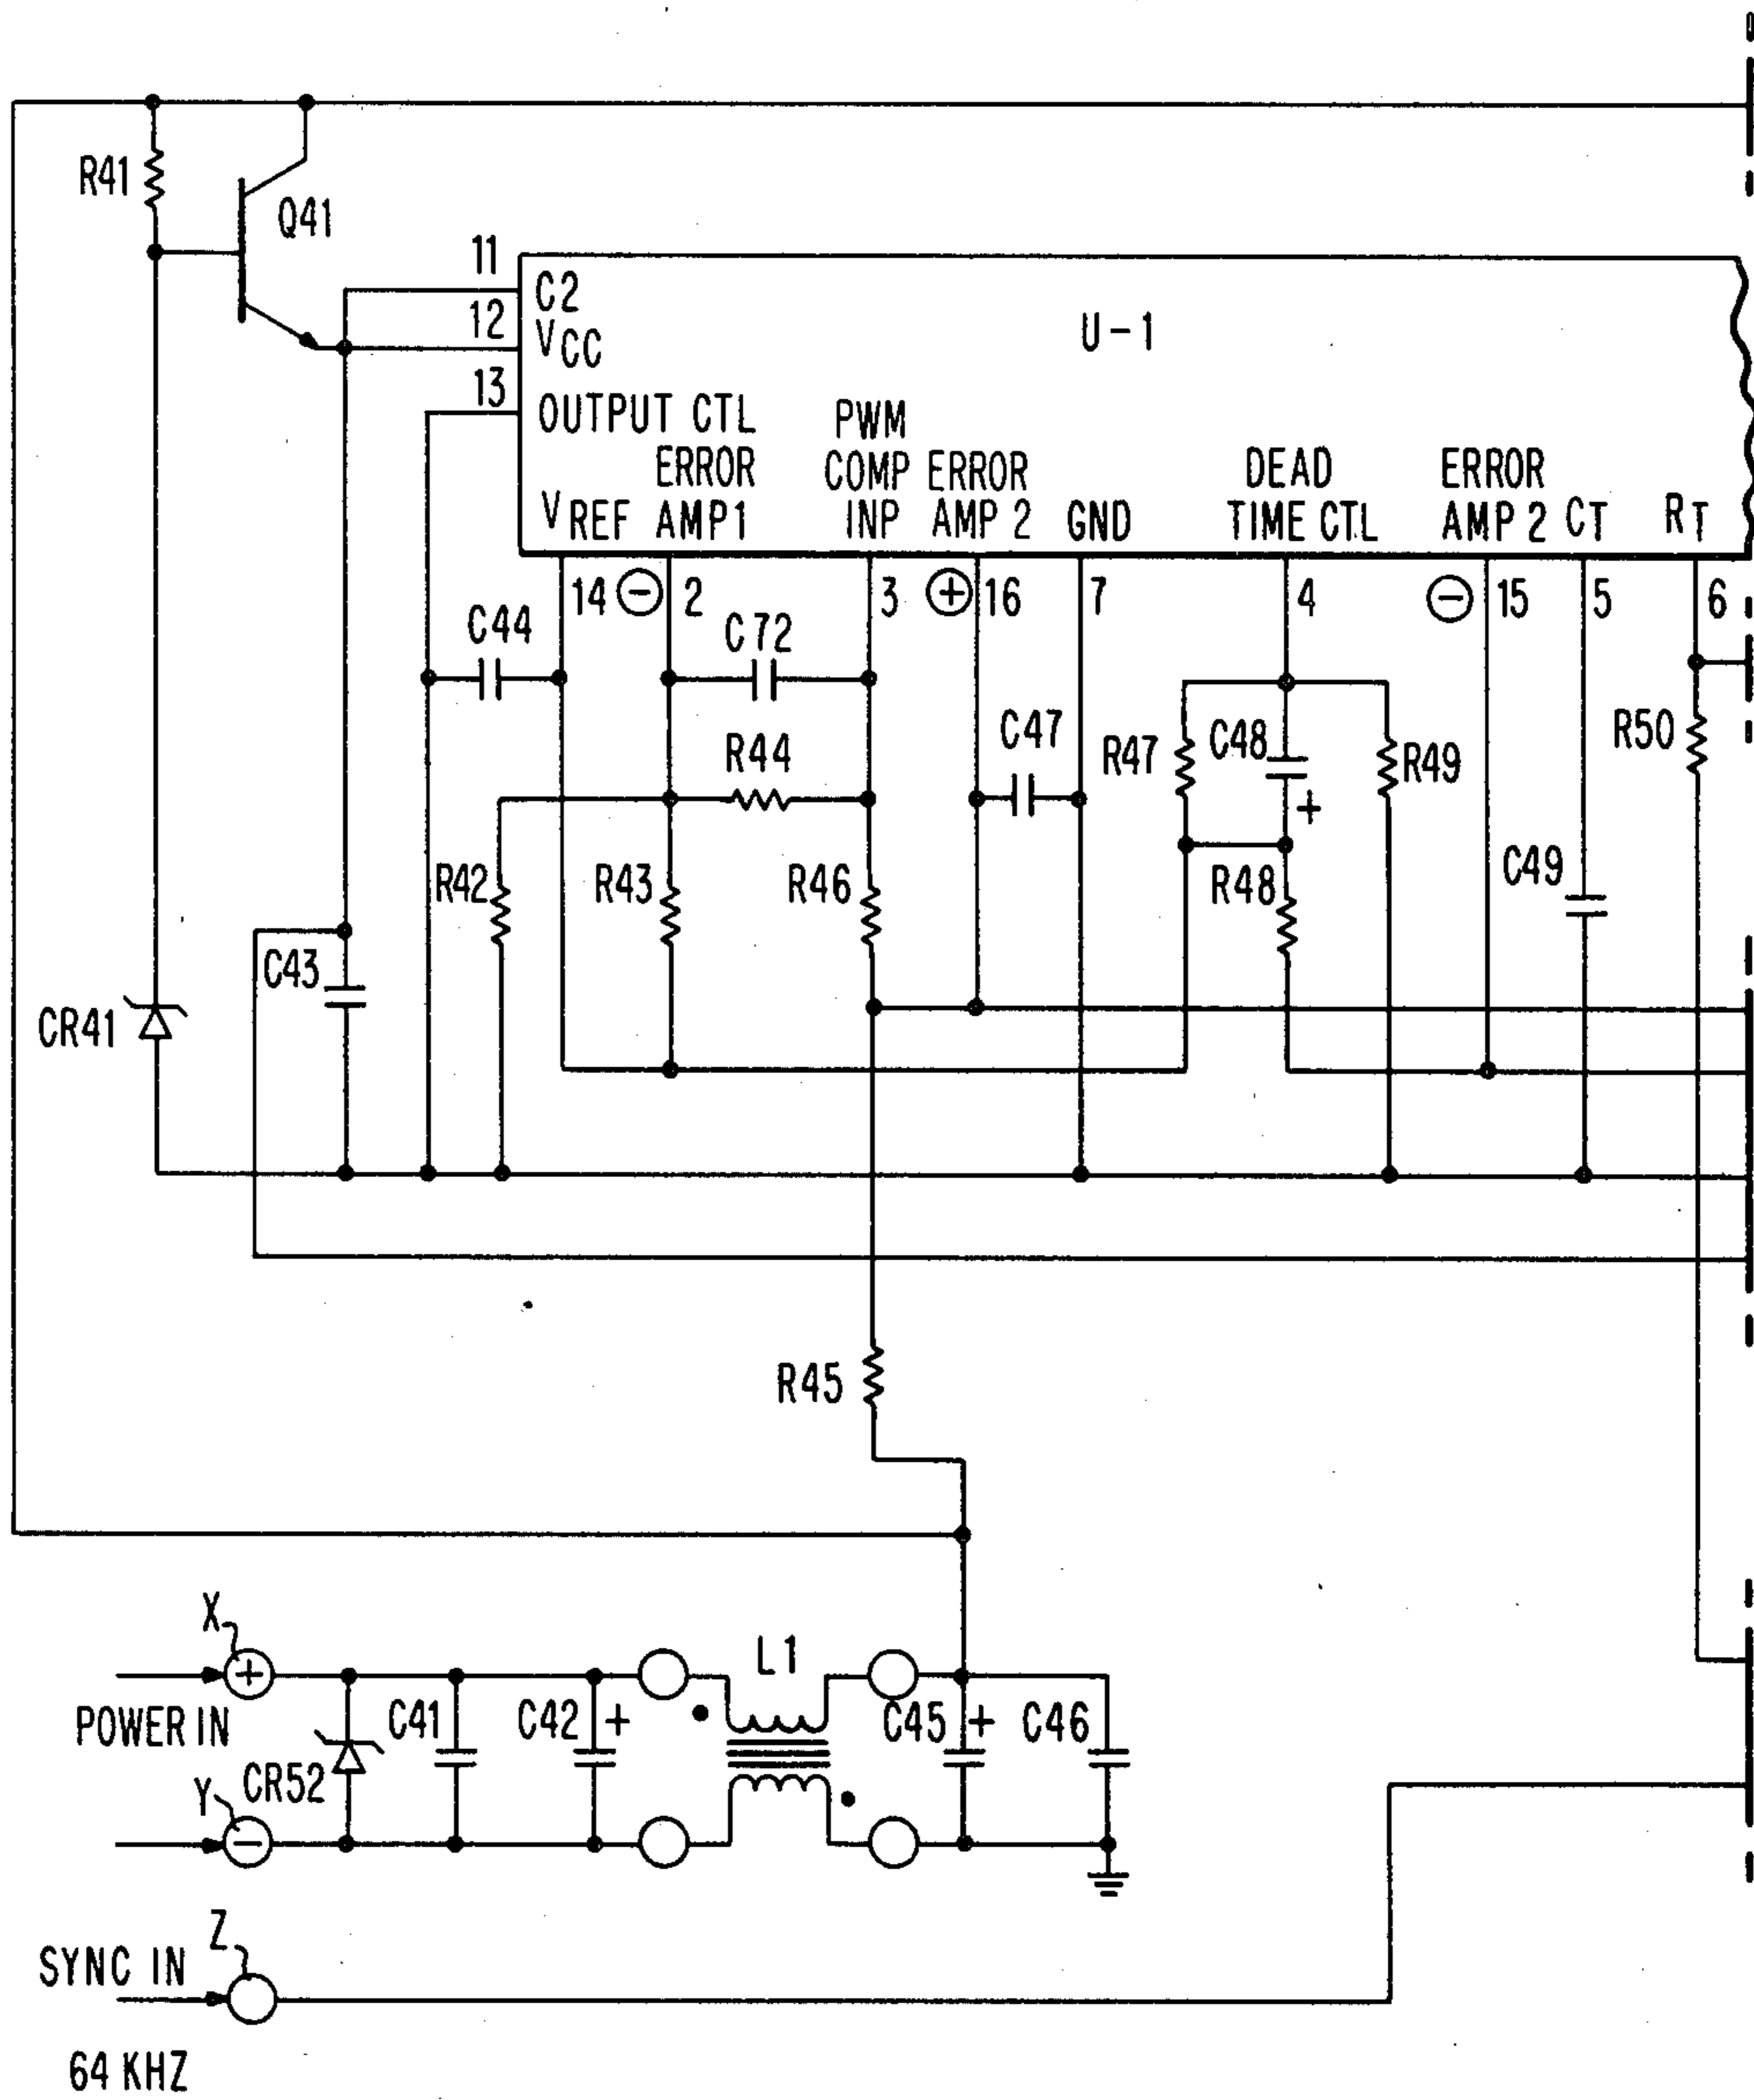 R41
Q41
11
C2
12
VCC
U-1
13
OUTPUT CTL
PWM
ERROR
COMP
ERROR
DEAD
ERROR
VREF
AMP1
INP
AMP 2
GND
TIME CTL
AMP 2
CT
RT
14
−
2
3
+
16
7
4
−
15
5
6
C44
C72
C47
R47
C48
R49
R50
R44
+
R42
R43
R46
R48
C49
C43
CR41
R45
X
+
L1
POWER IN
C41
C42
+
C45
+
C46
CR52
Y
−
Z
SYNC IN
64 KHZ